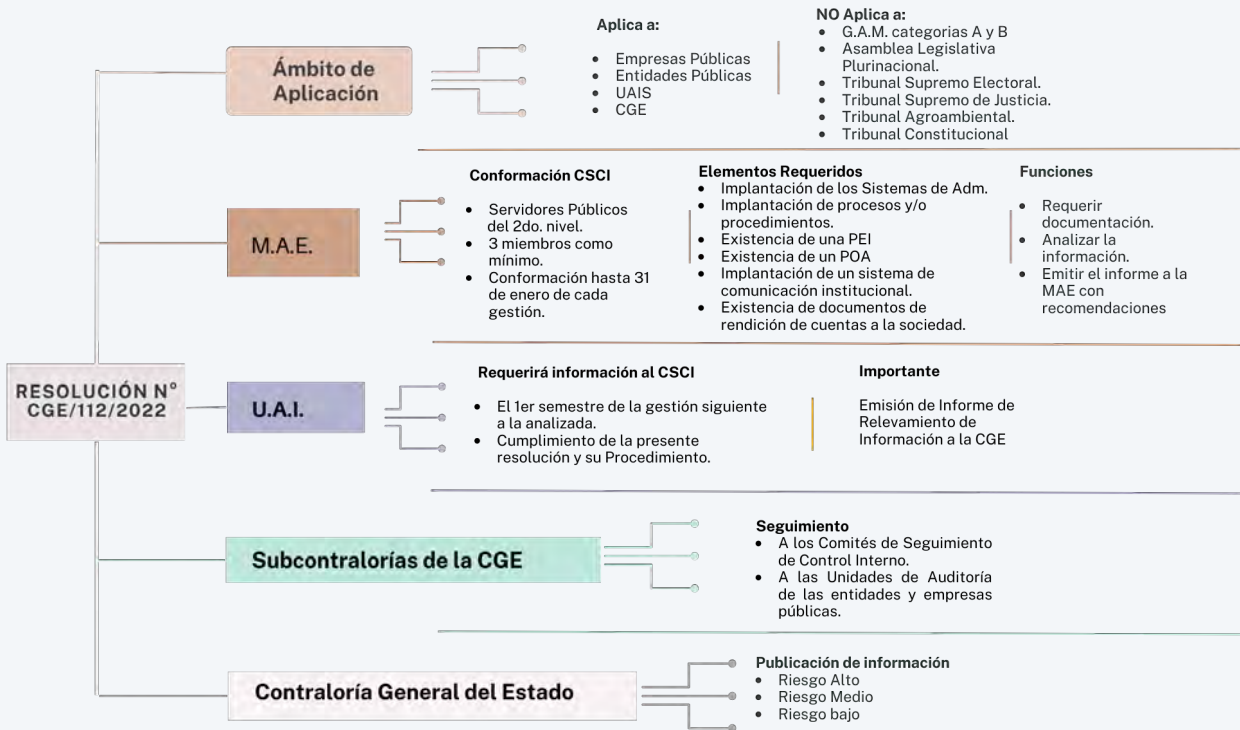 RESOLUCIÓN N°
CGE/112/2022
Ámbito de
Aplicación
Aplica a:
• Empresas Públicas
• Entidades Públicas
• UAIS
• CGE
NO Aplica a:
• G.A.M. categorias A y B
• Asamblea Legislativa
Plurinacional.
• Tribunal Supremo Electoral.
• Tribunal Supremo de Justicia.
• Tribunal Agroambiental.
• Tribunal Constitucional
M.A.E.
Conformación CSCI
• Servidores Públicos
del 2do. nivel.
• 3 miembros como
mínimo.
• Conformación hasta 31
de enero de cada
gestión.
Elementos Requeridos
• Implantación de los Sistemas de Adm.
• Implantación de procesos y/o
procedimientos.
• Existencia de una PEI
• Existencia de un POA
• Implantación de un sistema de
comunicación institucional.
• Existencia de documentos de
rendición de cuentas a la sociedad.
Funciones
• Requerir
documentación.
• Analizar la
información.
• Emitir el informe a la
MAE con
recomendaciones
U.A.I.
Requerirá información al CSCI
• El 1er semestre de la gestión siguiente
a la analizada.
• Cumplimiento de la presente
resolución y su Procedimiento.
Importante
Emisión de Informe de
Relevamiento de
Información a la CGE
Subcontralorías de la CGE
Seguimiento
• A los Comités de Seguimiento
de Control Interno.
• A las Unidades de Auditoría
de las entidades y empresas
públicas.
Contraloría General del Estado
Publicación de información
• Riesgo Alto
• Riesgo Medio
• Riesgo bajo